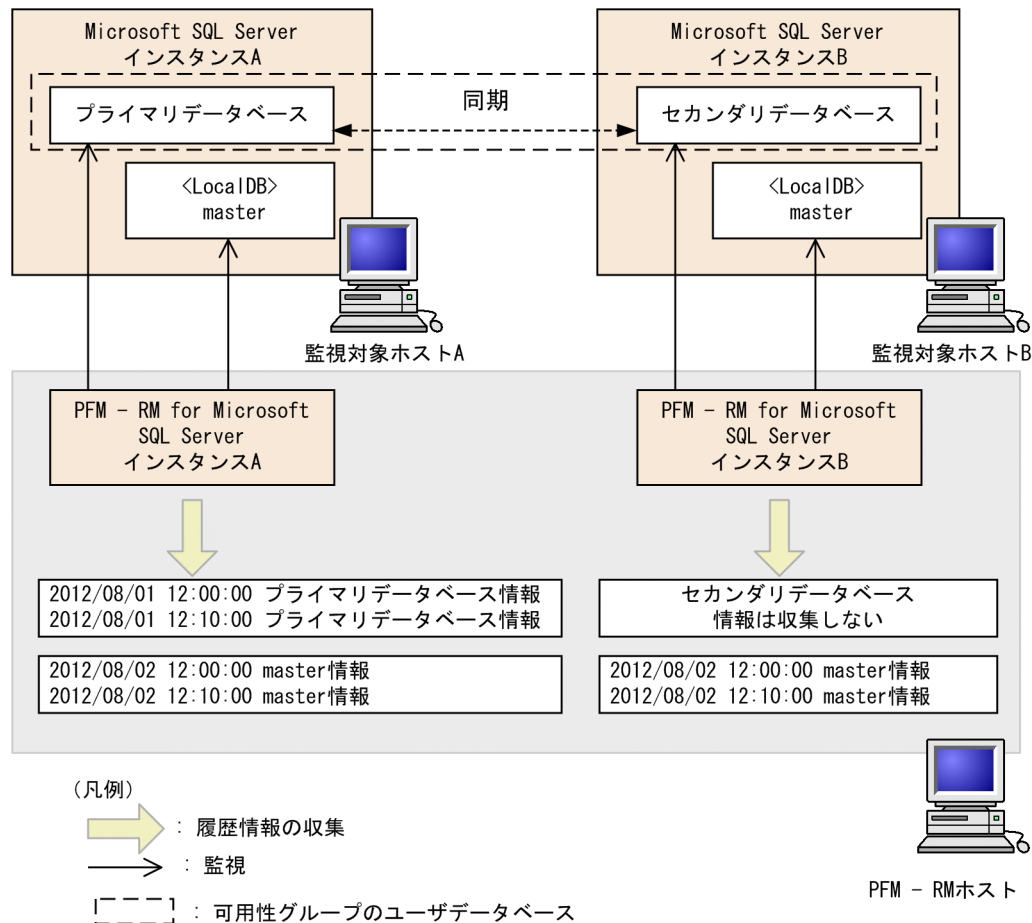 Microsoft SQL Server
インスタンスA
プライマリデータベース
<LocalDB>
master
監視対象ホストA
同期
Microsoft SQL Server
インスタンスB
セカンダリデータベース
<LocalDB>
master
監視対象ホストB
PFM - RM for Microsoft
SQL Server
インスタンスA
PFM - RM for Microsoft
SQL Server
インスタンスB
2012/08/01 12:00:00 プライマリデータベース情報
2012/08/01 12:10:00 プライマリデータベース情報
セカンダリデータベース
情報は収集しない
2012/08/02 12:00:00 master情報
2012/08/02 12:10:00 master情報
2012/08/02 12:00:00 master情報
2012/08/02 12:10:00 master情報
PFM - RMホスト
(凡例)
: 履歴情報の収集
: 監視
: 可用性グループのユーザデータベース